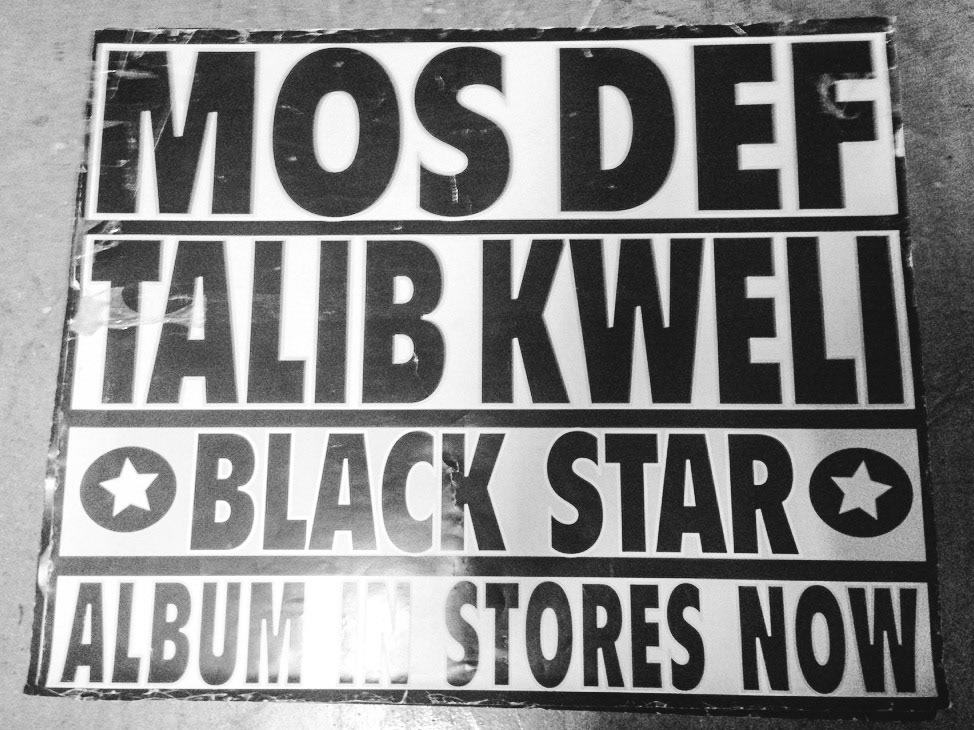 MOS DEF
TALIB KWELI
BLACK STAR
ALBUM IN STORES NOW